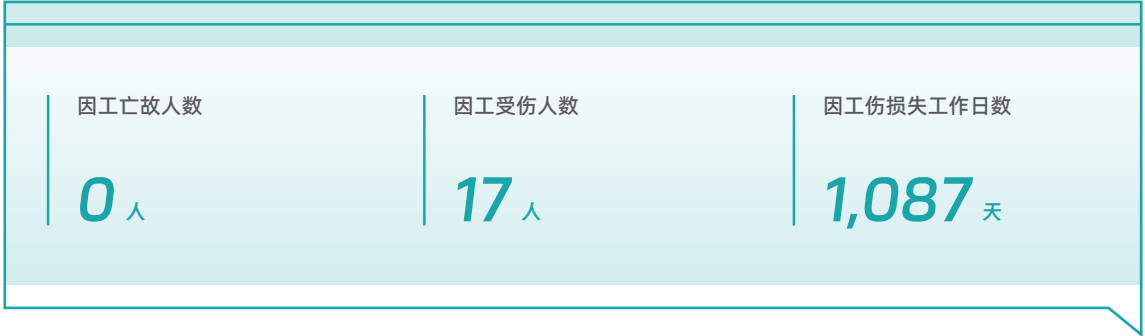 因工亡故人数
0 人
因工受伤人数
17 人
因工伤损失工作日数
1,087 天